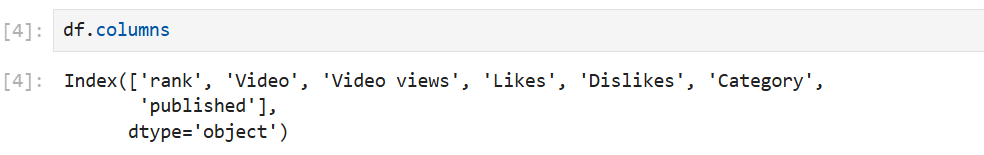 [4]: df.columns
[4]: Index(['rank', 'Video', 'Video views', 'Likes', 'Dislikes', 'Category',
'published'],
dtype='object')